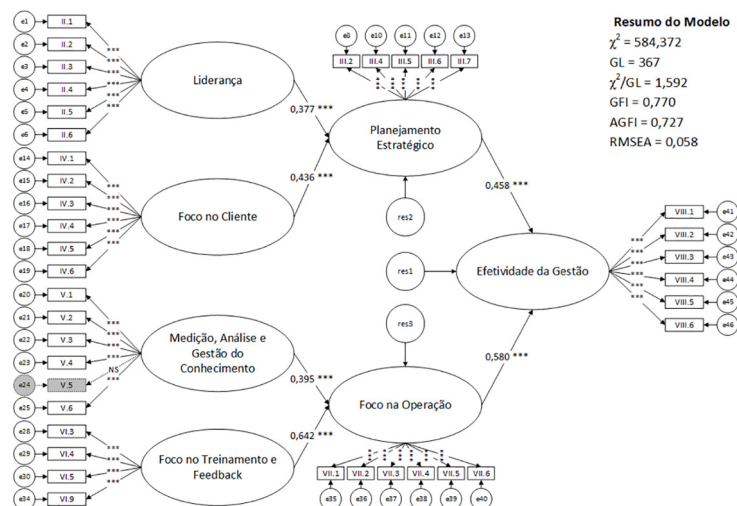 Resumo do Modelo
χ² = 584,372
GL = 367
χ²/GL = 1,592
GFI = 0,770
AGFI = 0,727
RMSEA = 0,058
e1 II.1 ***
e2 II.2 ***
e3 II.3 ***
e4 II.4 ***
e5 II.5 ***
e6 II.6 ***
Liderança
0,377 ***
e14 IV.1 ***
e15 IV.2 ***
e16 IV.3 ***
e17 IV.4 ***
e18 IV.5 ***
e19 IV.6 ***
Foco no Cliente
0,436 ***
e20 V.1 ***
e21 V.2 ***
e22 V.3 ***
e23 V.4 ***
e24 V.5 NS
e25 V.6 ***
Medição, Análise e
Gestão do
Conhecimento
0,395 ***
e28 VI.3 ***
e29 VI.4 ***
e30 VI.5 ***
e34 VI.9 ***
Foco no Treinamento e
Feedback
0,642 ***
e10 e11 e12 e13
III.2 III.4 III.5 III.6 III.7
*** *** *** *** ***
Planejamento
Estratégico
0,458 ***
res2
res1
res3
Efetividade da Gestão
0,580 ***
Foco na Operação
*** *** *** *** *** ***
VII.1 VII.2 VII.3 VII.4 VII.5 VII.6
e35 e36 e37 e38 e39 e40
*** VIII.1 e41
*** VIII.2 e42
*** VIII.3 e43
*** VIII.4 e44
*** VIII.5 e45
*** VIII.6 e46